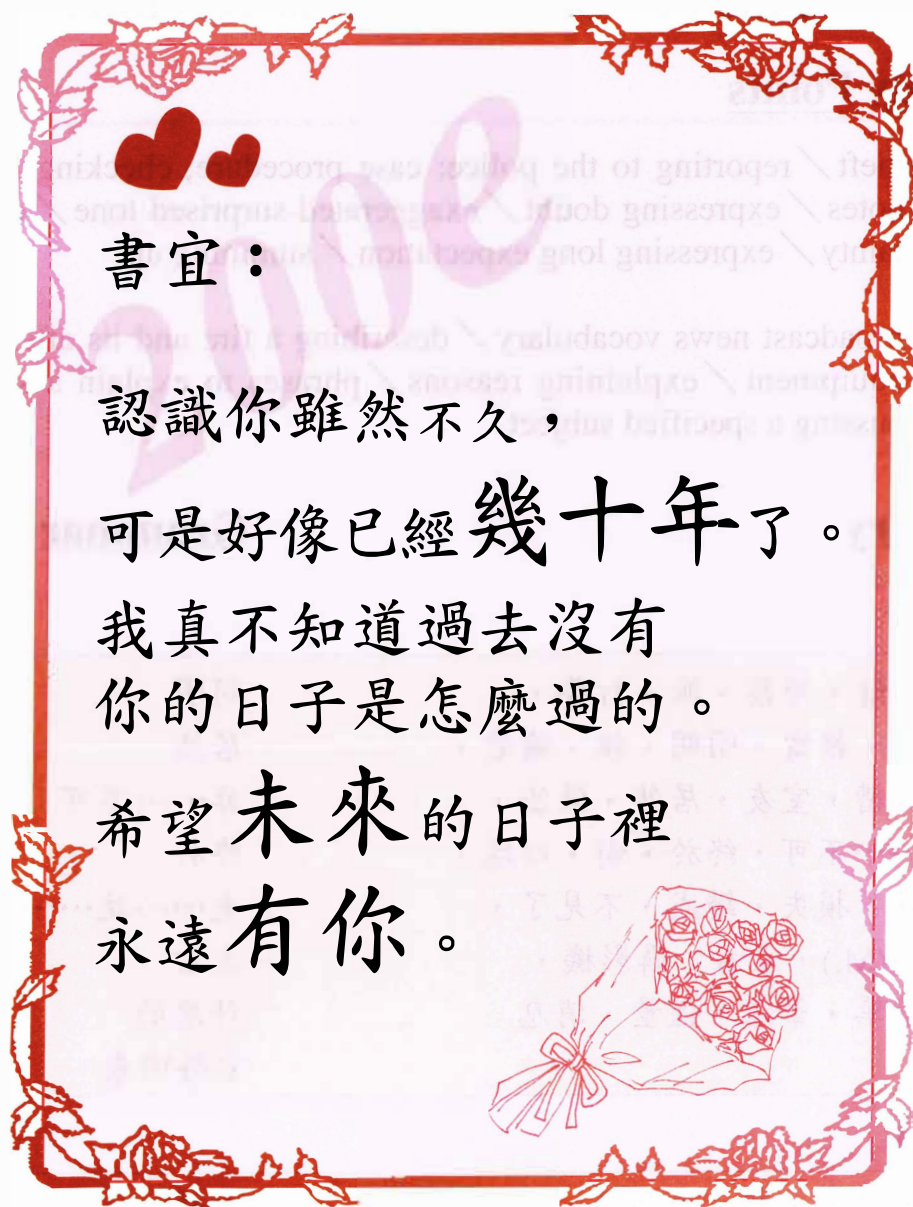 書宜：
認識你雖然不久，
可是好像已經幾十年了。
我真不知道過去沒有
你的日子是怎麼過的。
希望未來的日子裡
永遠有你。